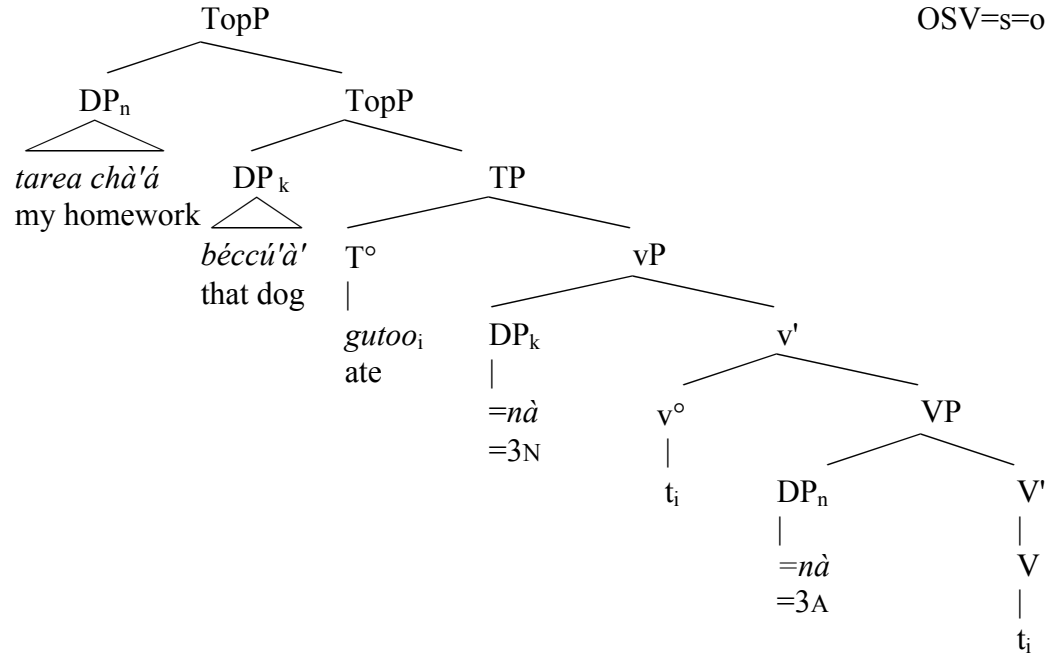 TopP OSV=s=o
DPₙ TopP
tarea chà'á DPₖ TP
my homework
béccú'à' T° vP
that dog |
gutooᵢ DPₖ v'
ate |
=nà v° VP
=3N |
tᵢ DPₙ V'
| |
=nà V
=3A |
tᵢ